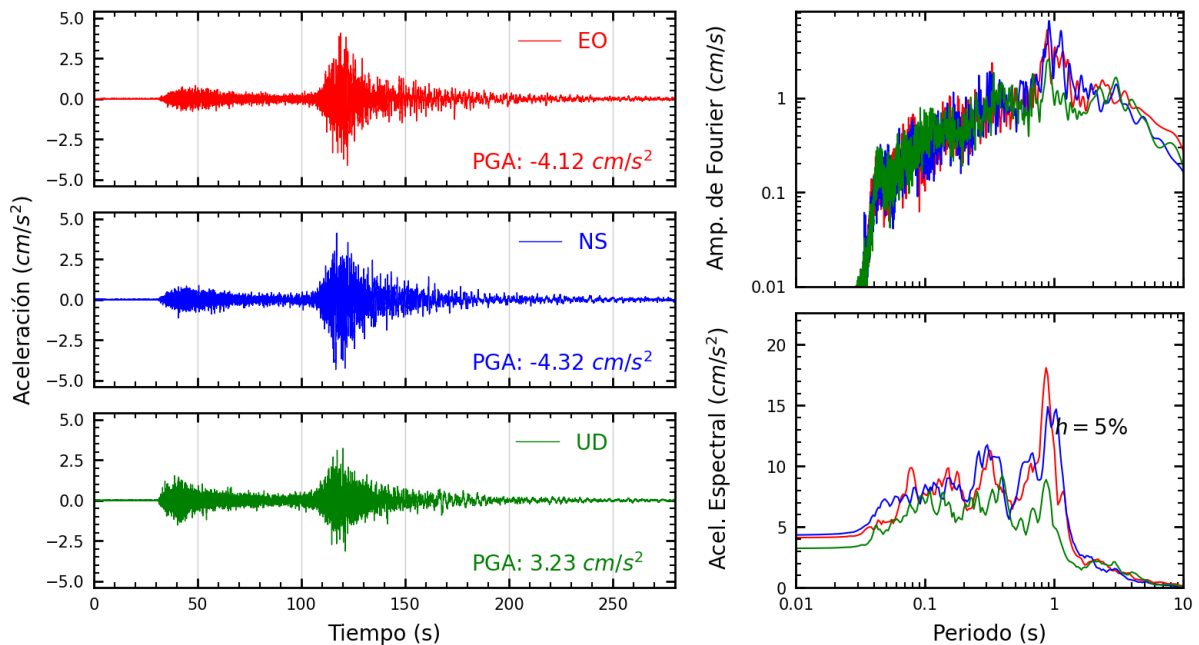 Aceleración (cm/s²)
5.0
2.5
0.0
−2.5
−5.0
EO
PGA: -4.12 cm/s²
5.0
2.5
0.0
−2.5
−5.0
NS
PGA: -4.32 cm/s²
5.0
2.5
0.0
−2.5
−5.0
UD
PGA: 3.23 cm/s²
0 50 100 150 200 250
Tiempo (s)
Amp. de Fourier (cm/s)
1
0.1
0.01
Acel. Espectral (cm/s²)
20
15
10
5
0
h = 5%
0.01 0.1 1 10
Periodo (s)